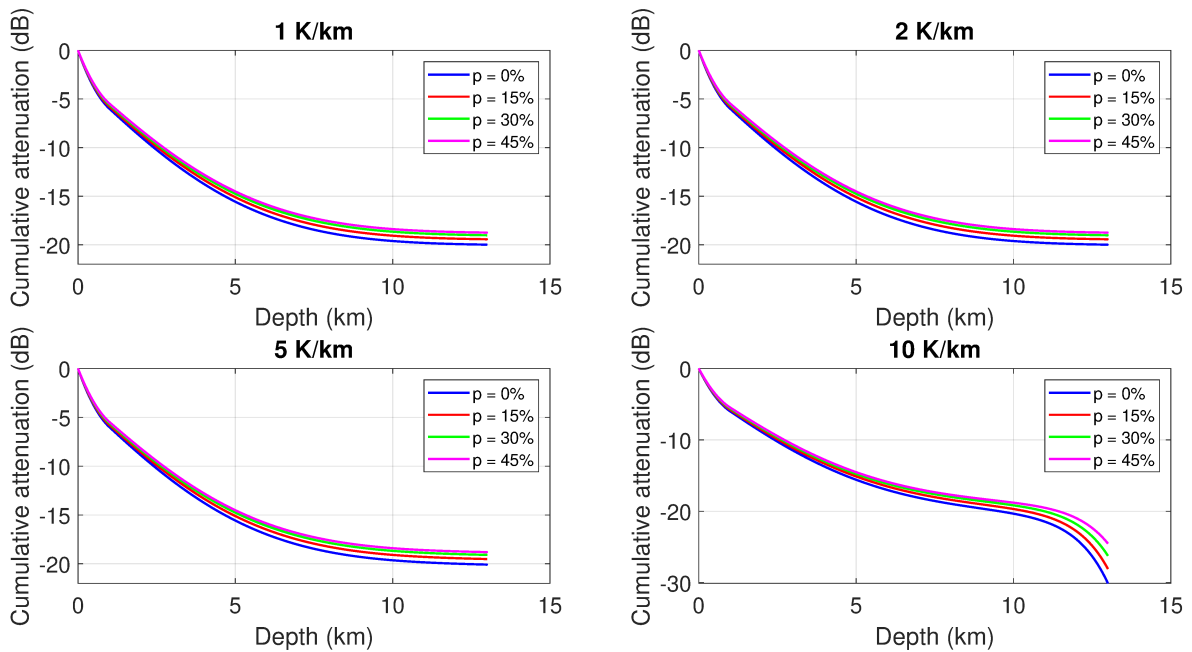 1 K/km
Cumulative attenuation (dB)
0
-5
-10
-15
-20
p = 0%
p = 15%
p = 30%
p = 45%
0 5 10 15
Depth (km)
2 K/km
Cumulative attenuation (dB)
0
-5
-10
-15
-20
p = 0%
p = 15%
p = 30%
p = 45%
0 5 10 15
Depth (km)
5 K/km
Cumulative attenuation (dB)
0
-5
-10
-15
-20
p = 0%
p = 15%
p = 30%
p = 45%
0 5 10 15
Depth (km)
10 K/km
Cumulative attenuation (dB)
0
-10
-20
-30
p = 0%
p = 15%
p = 30%
p = 45%
0 5 10 15
Depth (km)